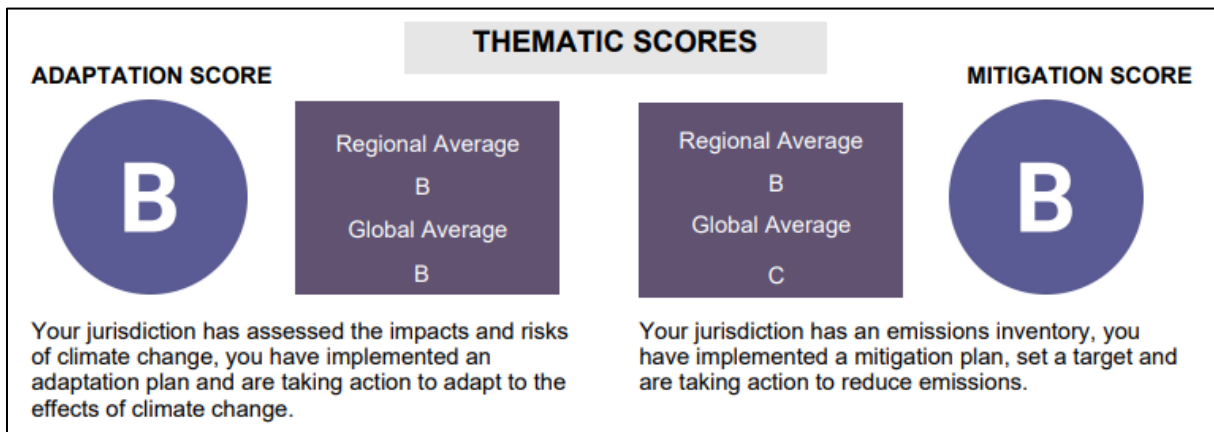 THEMATIC SCORES
ADAPTATION SCORE
B
Regional Average
B
Global Average
B
Your jurisdiction has assessed the impacts and risks
of climate change, you have implemented an
adaptation plan and are taking action to adapt to the
effects of climate change.
MITIGATION SCORE
Regional Average
B
Global Average
C
B
Your jurisdiction has an emissions inventory, you
have implemented a mitigation plan, set a target and
are taking action to reduce emissions.